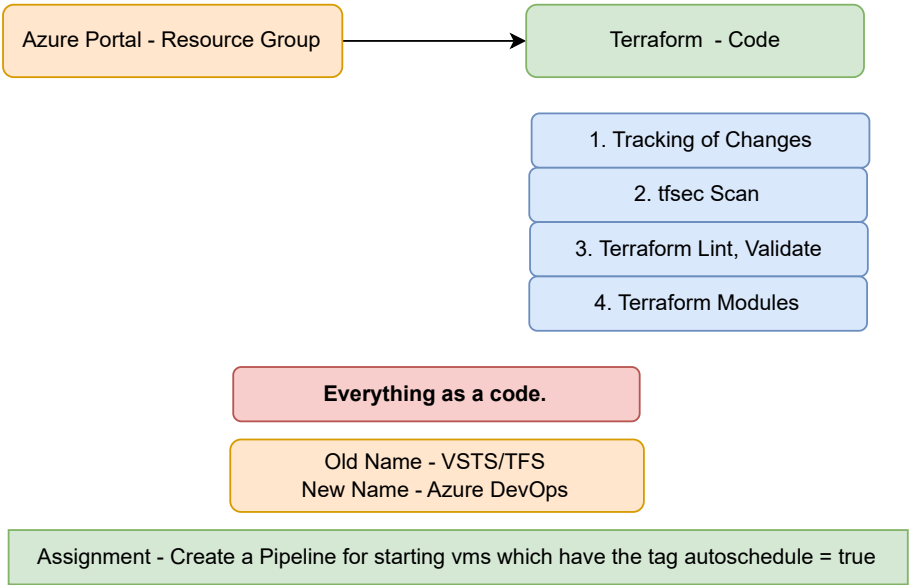 Azure Portal - Resource Group
Terraform - Code
1. Tracking of Changes
2. tfsec Scan
3. Terraform Lint, Validate
4. Terraform Modules
Everything as a code.
Old Name - VSTS/TFS
New Name - Azure DevOps
Assignment - Create a Pipeline for starting vms which have the tag autoschedule = true